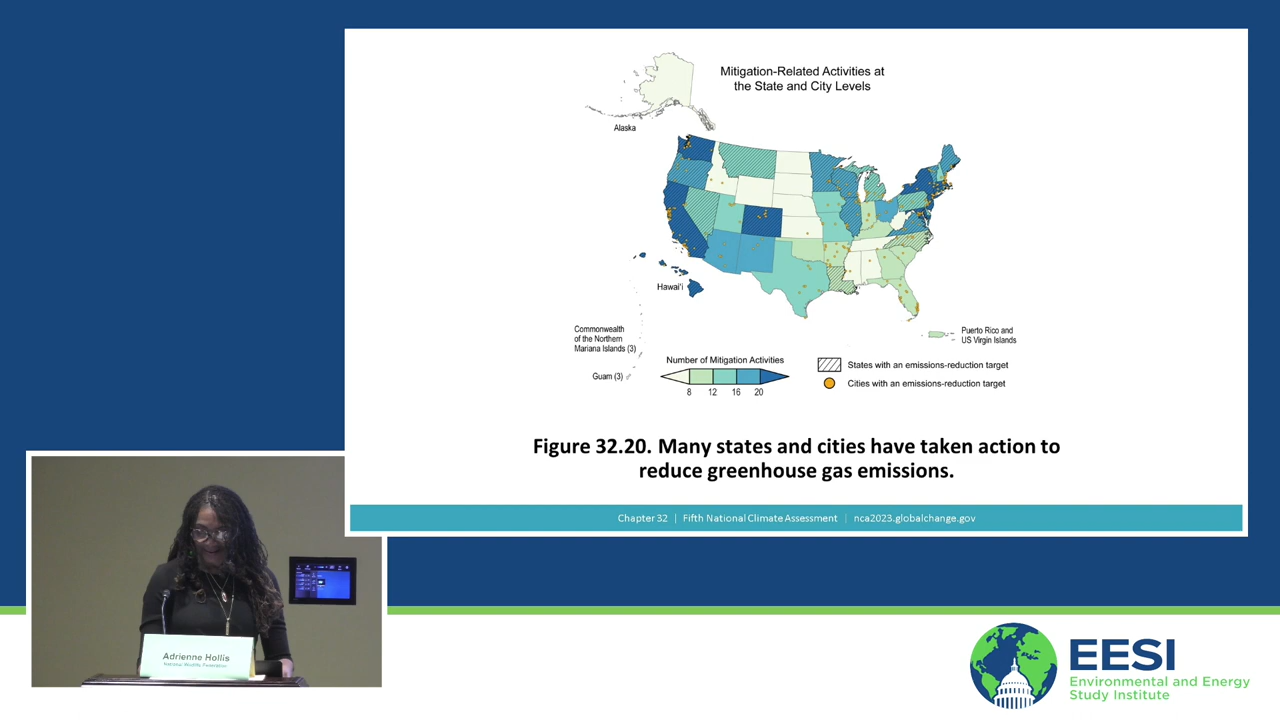 Mitigation-Related Activities at
the State and City Levels
Alaska
Hawai'i
Commonwealth
of the Northern
Mariana Islands (3)
Guam (3)
Puerto Rico and
US Virgin Islands
Number of Mitigation Activities
8 12 16 20
States with an emissions-reduction target
Cities with an emissions-reduction target
Figure 32.20. Many states and cities have taken action to
reduce greenhouse gas emissions.
Chapter 32 | Fifth National Climate Assessment | nca2023.globalchange.gov
Adrienne Hollis
National Wildlife Federation
EESI
Environmental and Energy
Study Institute